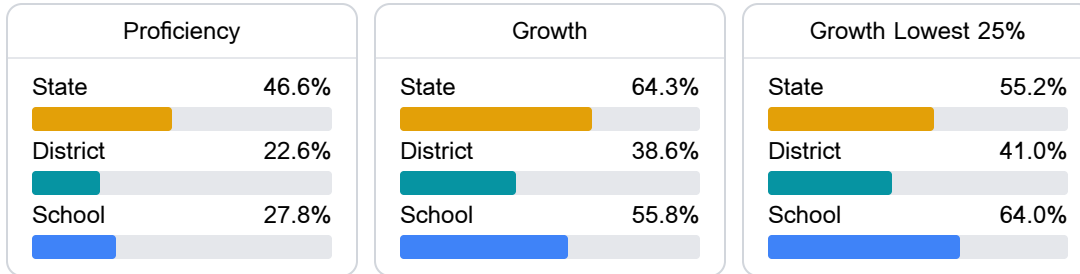 Proficiency
State 46.6%
District 22.6%
School 27.8%
Growth
State 64.3%
District 38.6%
School 55.8%
Growth Lowest 25%
State 55.2%
District 41.0%
School 64.0%